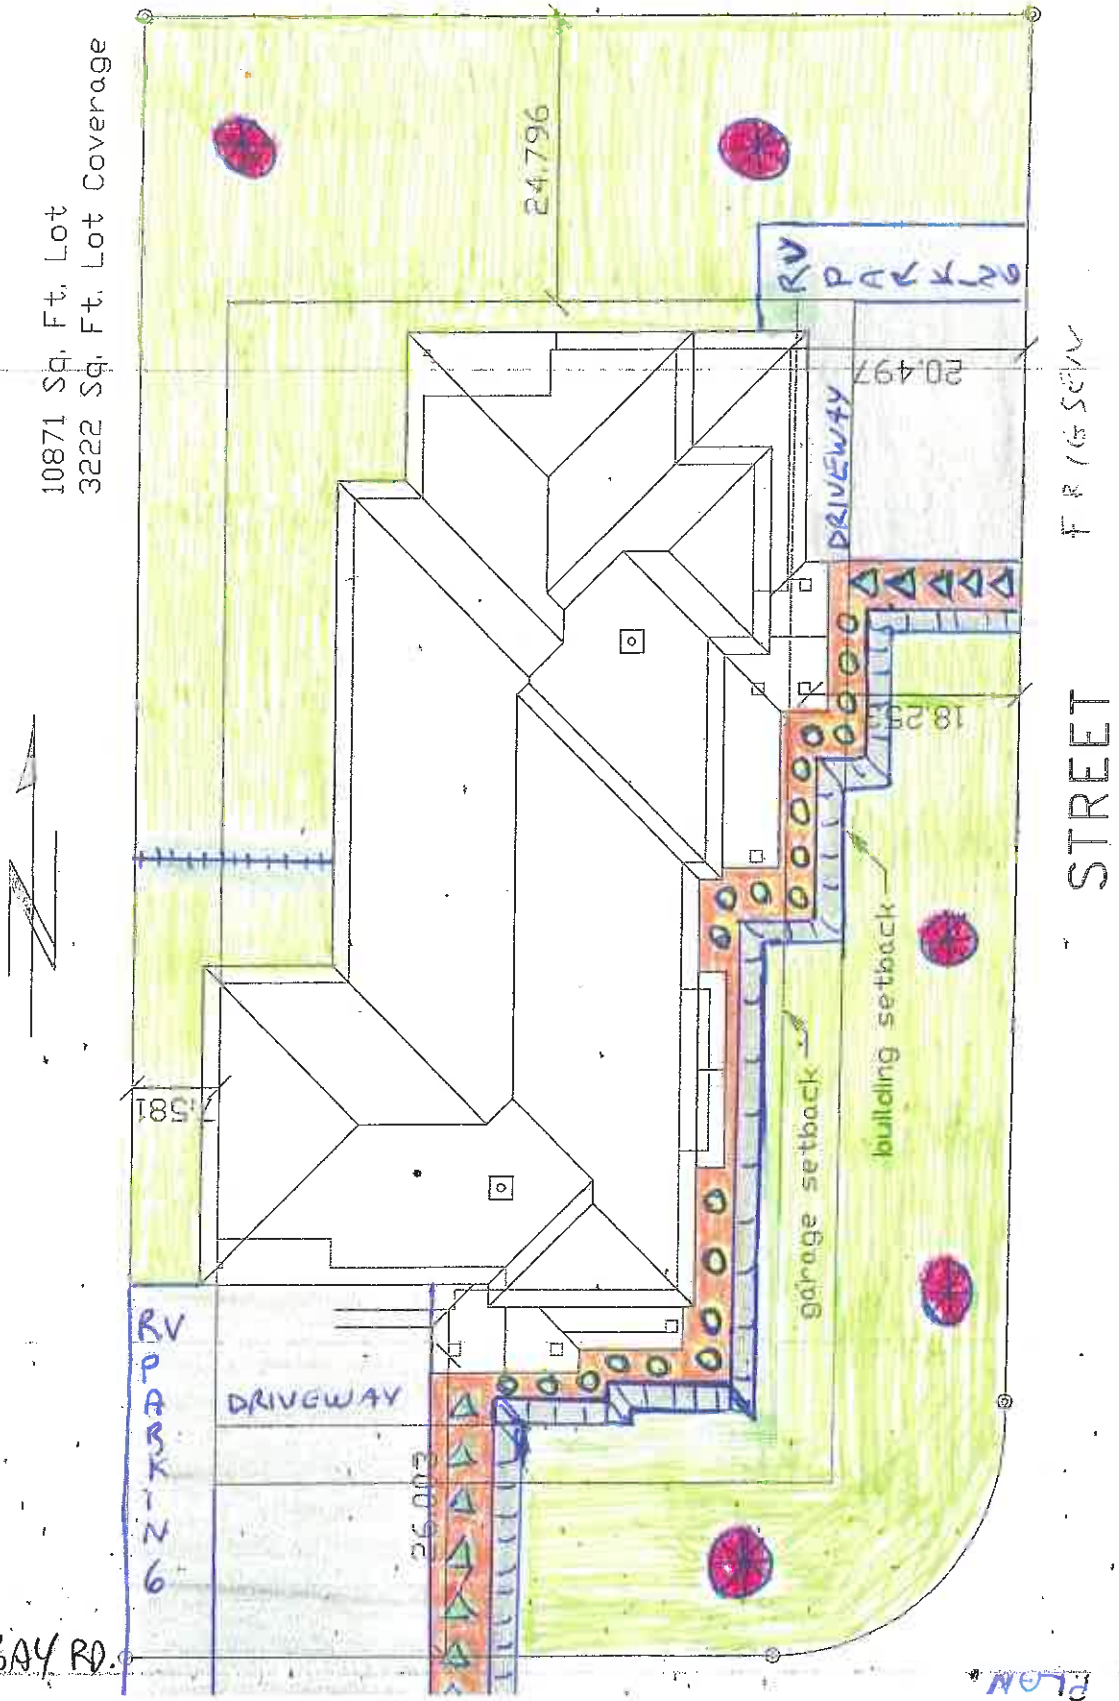 10871 Sq. Ft. Lot
3222 Sq. Ft. Lot Coverage
24.796
RV
PARKING
20.497
DRIVEWAY
18.253
STREET
building setback
garage setback
7.581
RV
PARKING
DRIVEWAY
26.003
BAY RD.
PLAN